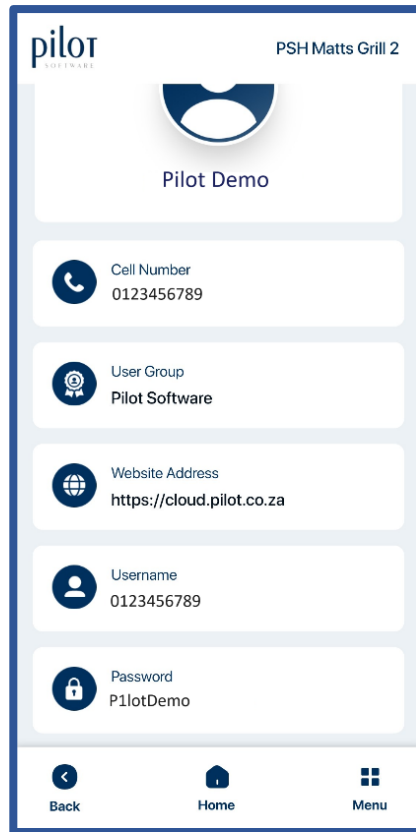 pilot
SOFTWARE
PSH Matts Grill 2
Pilot Demo
Cell Number
0123456789
User Group
Pilot Software
Website Address
https://cloud.pilot.co.za
Username
0123456789
Password
P1lotDemo
Back
Home
Menu